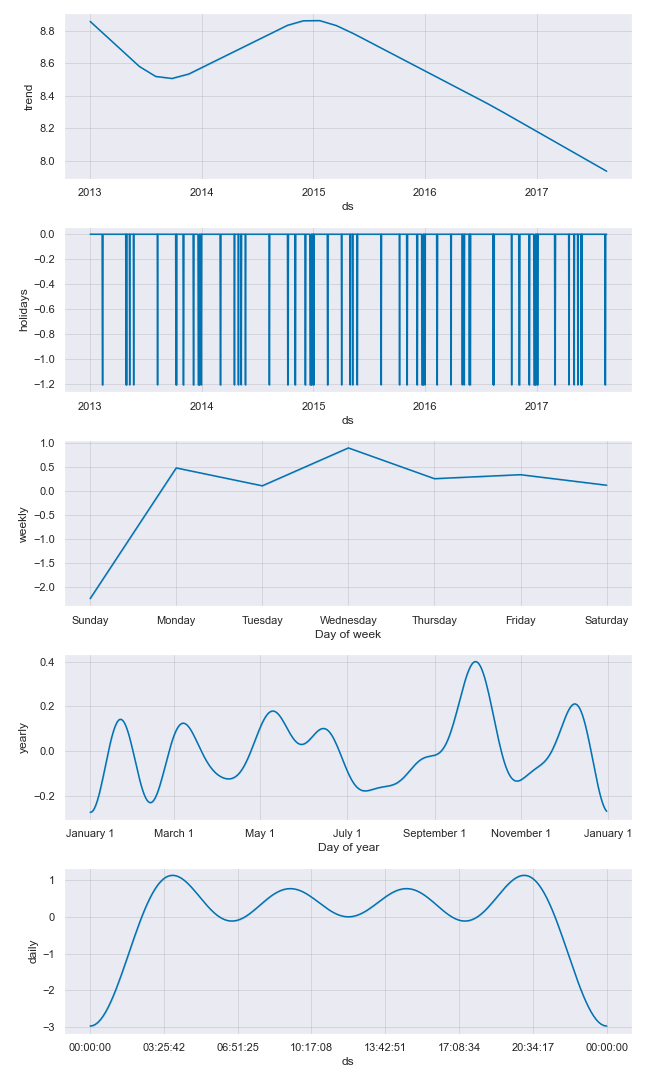 8.8
8.6
8.4
8.2
8.0
trend
2013 2014 2015 2016 2017
ds
0.0
−0.2
−0.4
−0.6
−0.8
−1.0
−1.2
holidays
2013 2014 2015 2016 2017
ds
1.0
0.5
0.0
−0.5
−1.0
−1.5
−2.0
weekly
Sunday Monday Tuesday Wednesday Thursday Friday Saturday
Day of week
0.4
0.2
0.0
−0.2
yearly
January 1 March 1 May 1 July 1 September 1 November 1 January 1
Day of year
1
0
−1
−2
−3
daily
00:00:00 03:25:42 06:51:25 10:17:08 13:42:51 17:08:34 20:34:17 00:00:00
ds